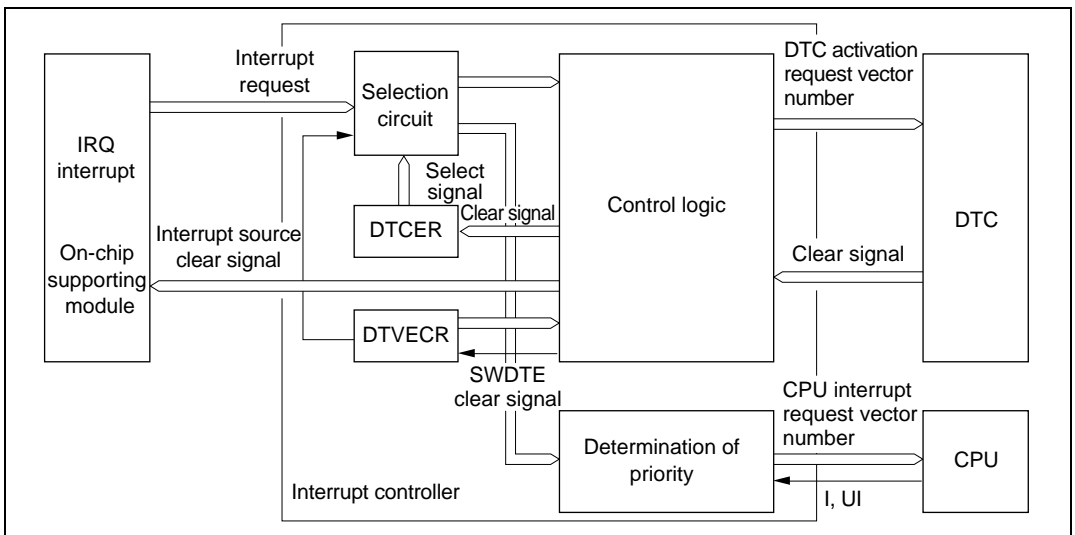 Interrupt
request
Selection
circuit
DTC activation
request vector
number
IRQ
interrupt
On-chip
supporting
module
Select
signal
DTCER
Clear signal
Control logic
DTC
Interrupt source
clear signal
Clear signal
DTVECR
SWDTE
clear signal
CPU interrupt
request vector
number
Determination of
priority
CPU
I, UI
Interrupt controller